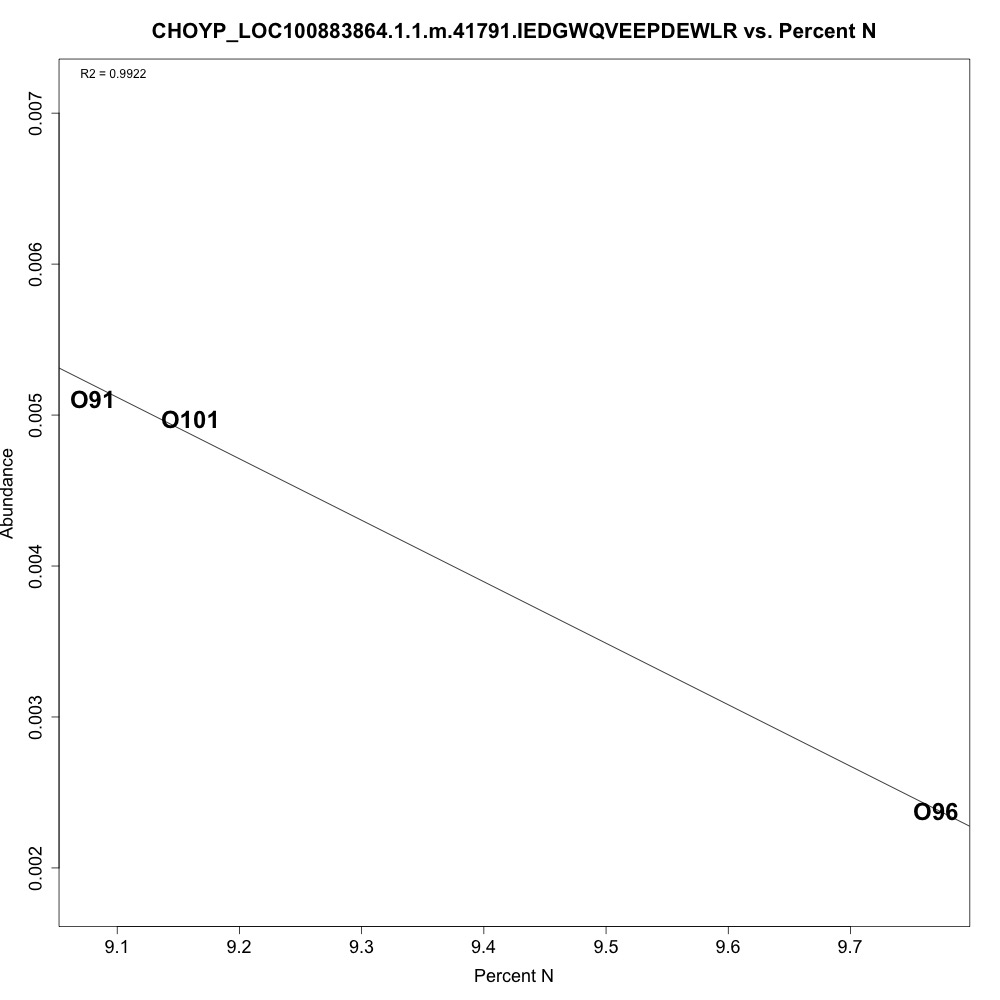 CHOYP_LOC100883864.1.1.m.41791.IEDGWQVEEPDEWLR vs. Percent N
R2 = 0.9922
0.007
0.006
0.005
0.004
0.003
0.002
Abundance
O91
O101
O96
9.1 9.2 9.3 9.4 9.5 9.6 9.7
Percent N